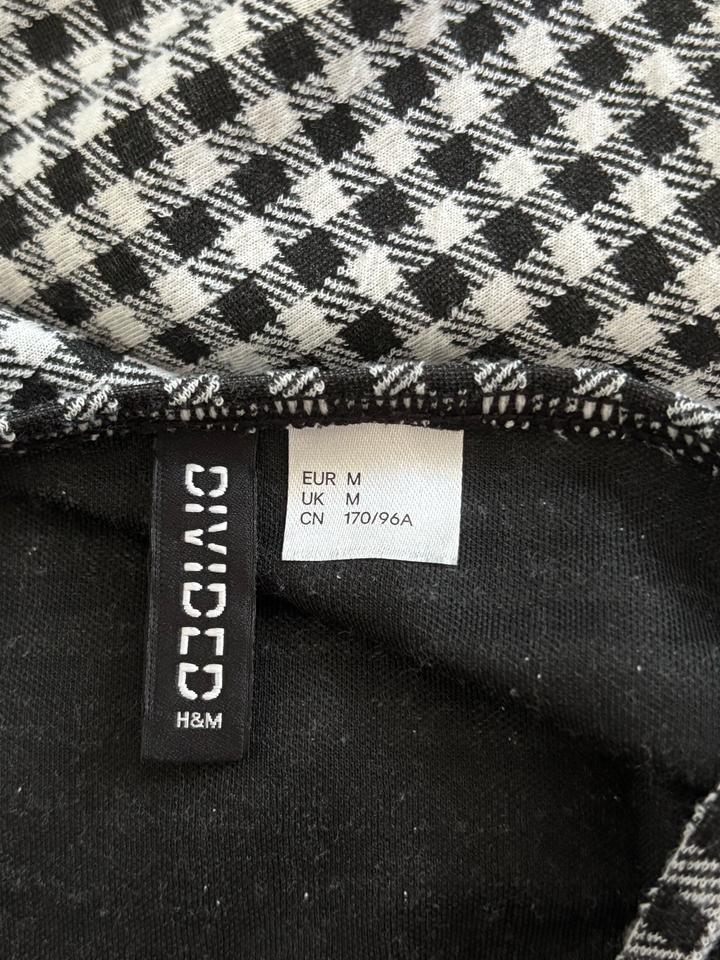 DIVIDED
H&M
EUR M
UK M
CN 170/96A